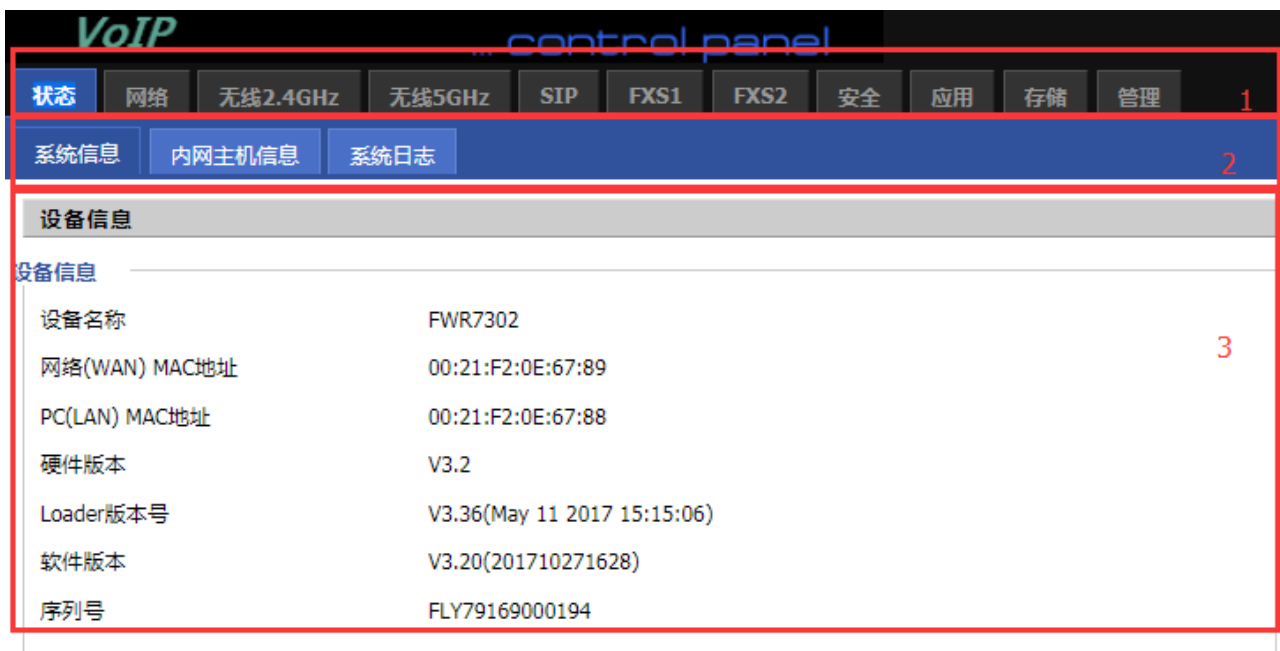 VoIP
... control panel
状态 网络 无线2.4GHz 无线5GHz SIP FXS1 FXS2 安全 应用 存储 管理 1
系统信息 内网主机信息 系统日志 2
设备信息
设备信息
设备名称 FWR7302
网络(WAN) MAC地址 00:21:F2:0E:67:89
3
PC(LAN) MAC地址 00:21:F2:0E:67:88
硬件版本 V3.2
Loader版本号 V3.36(May 11 2017 15:15:06)
软件版本 V3.20(201710271628)
序列号 FLY79169000194